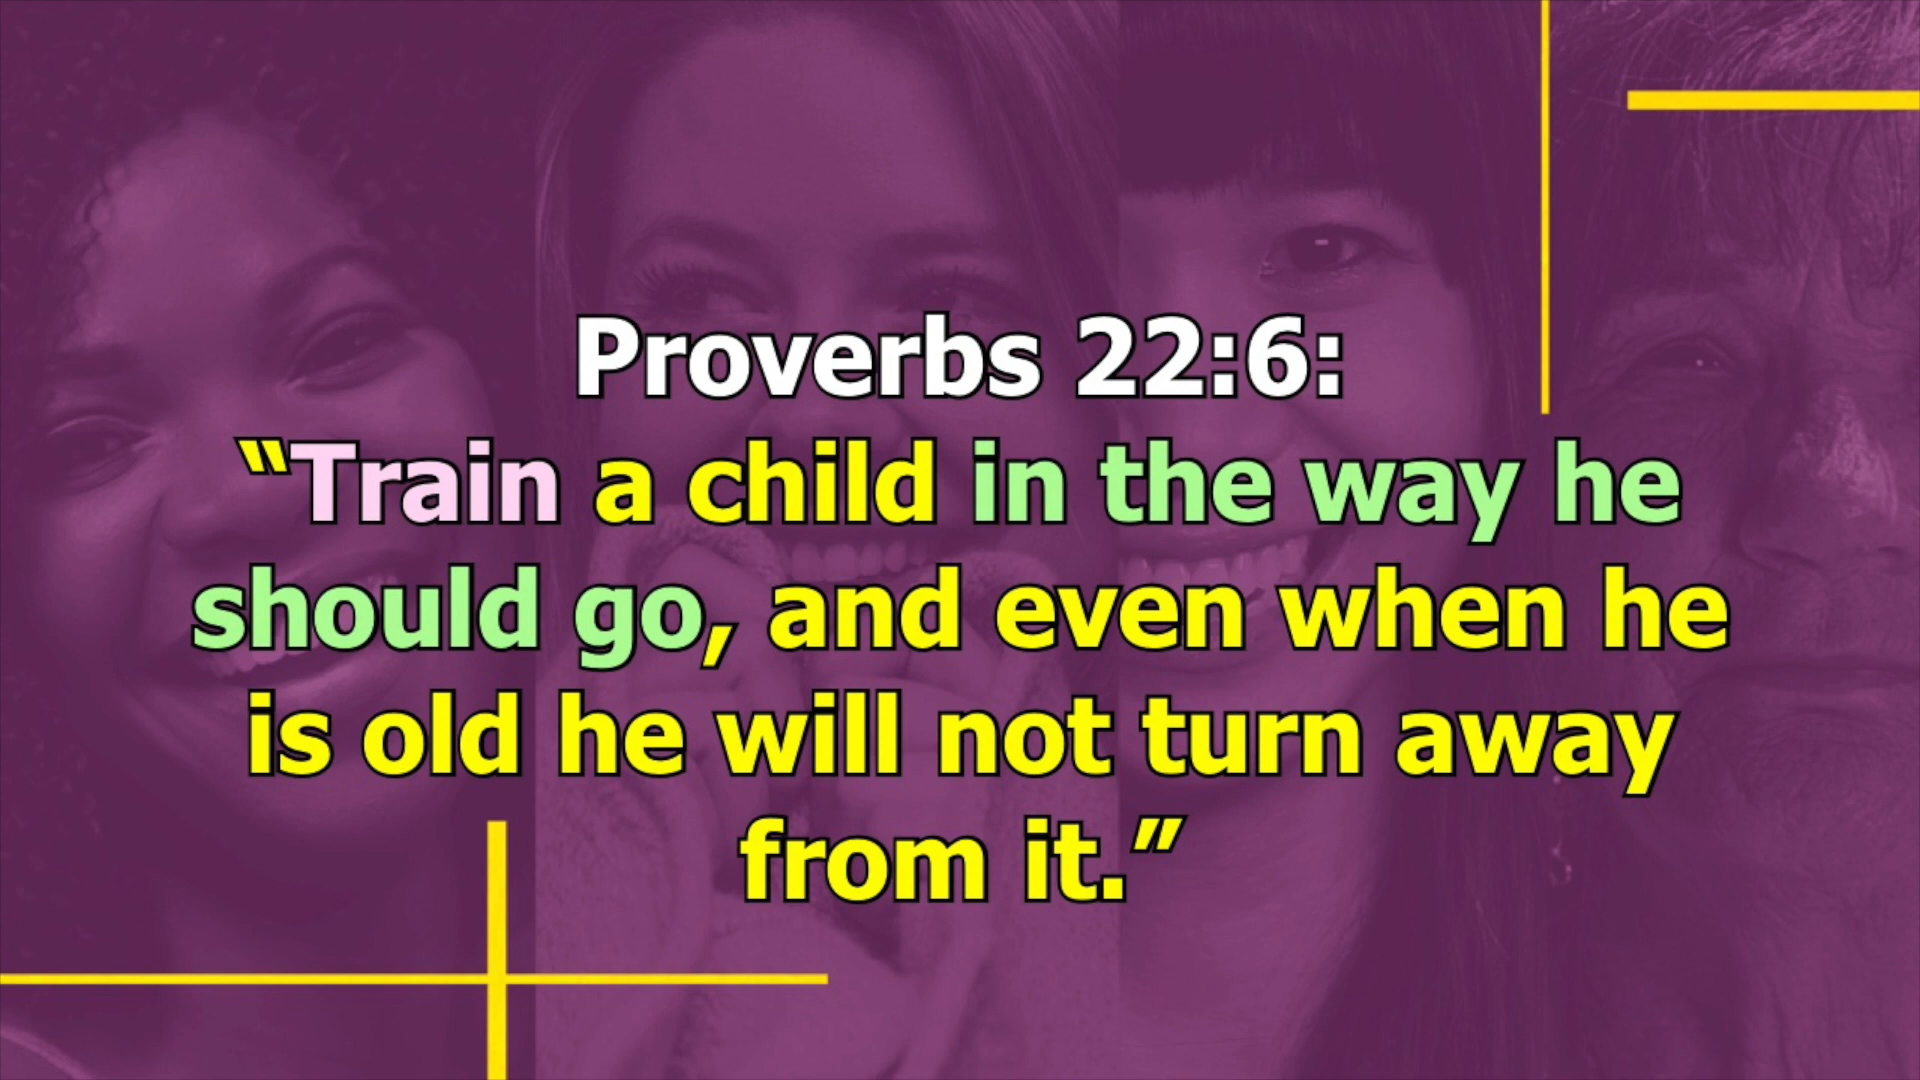 Proverbs 22:6:
“Train a child in the way he
should go, and even when he
is old he will not turn away
from it.”